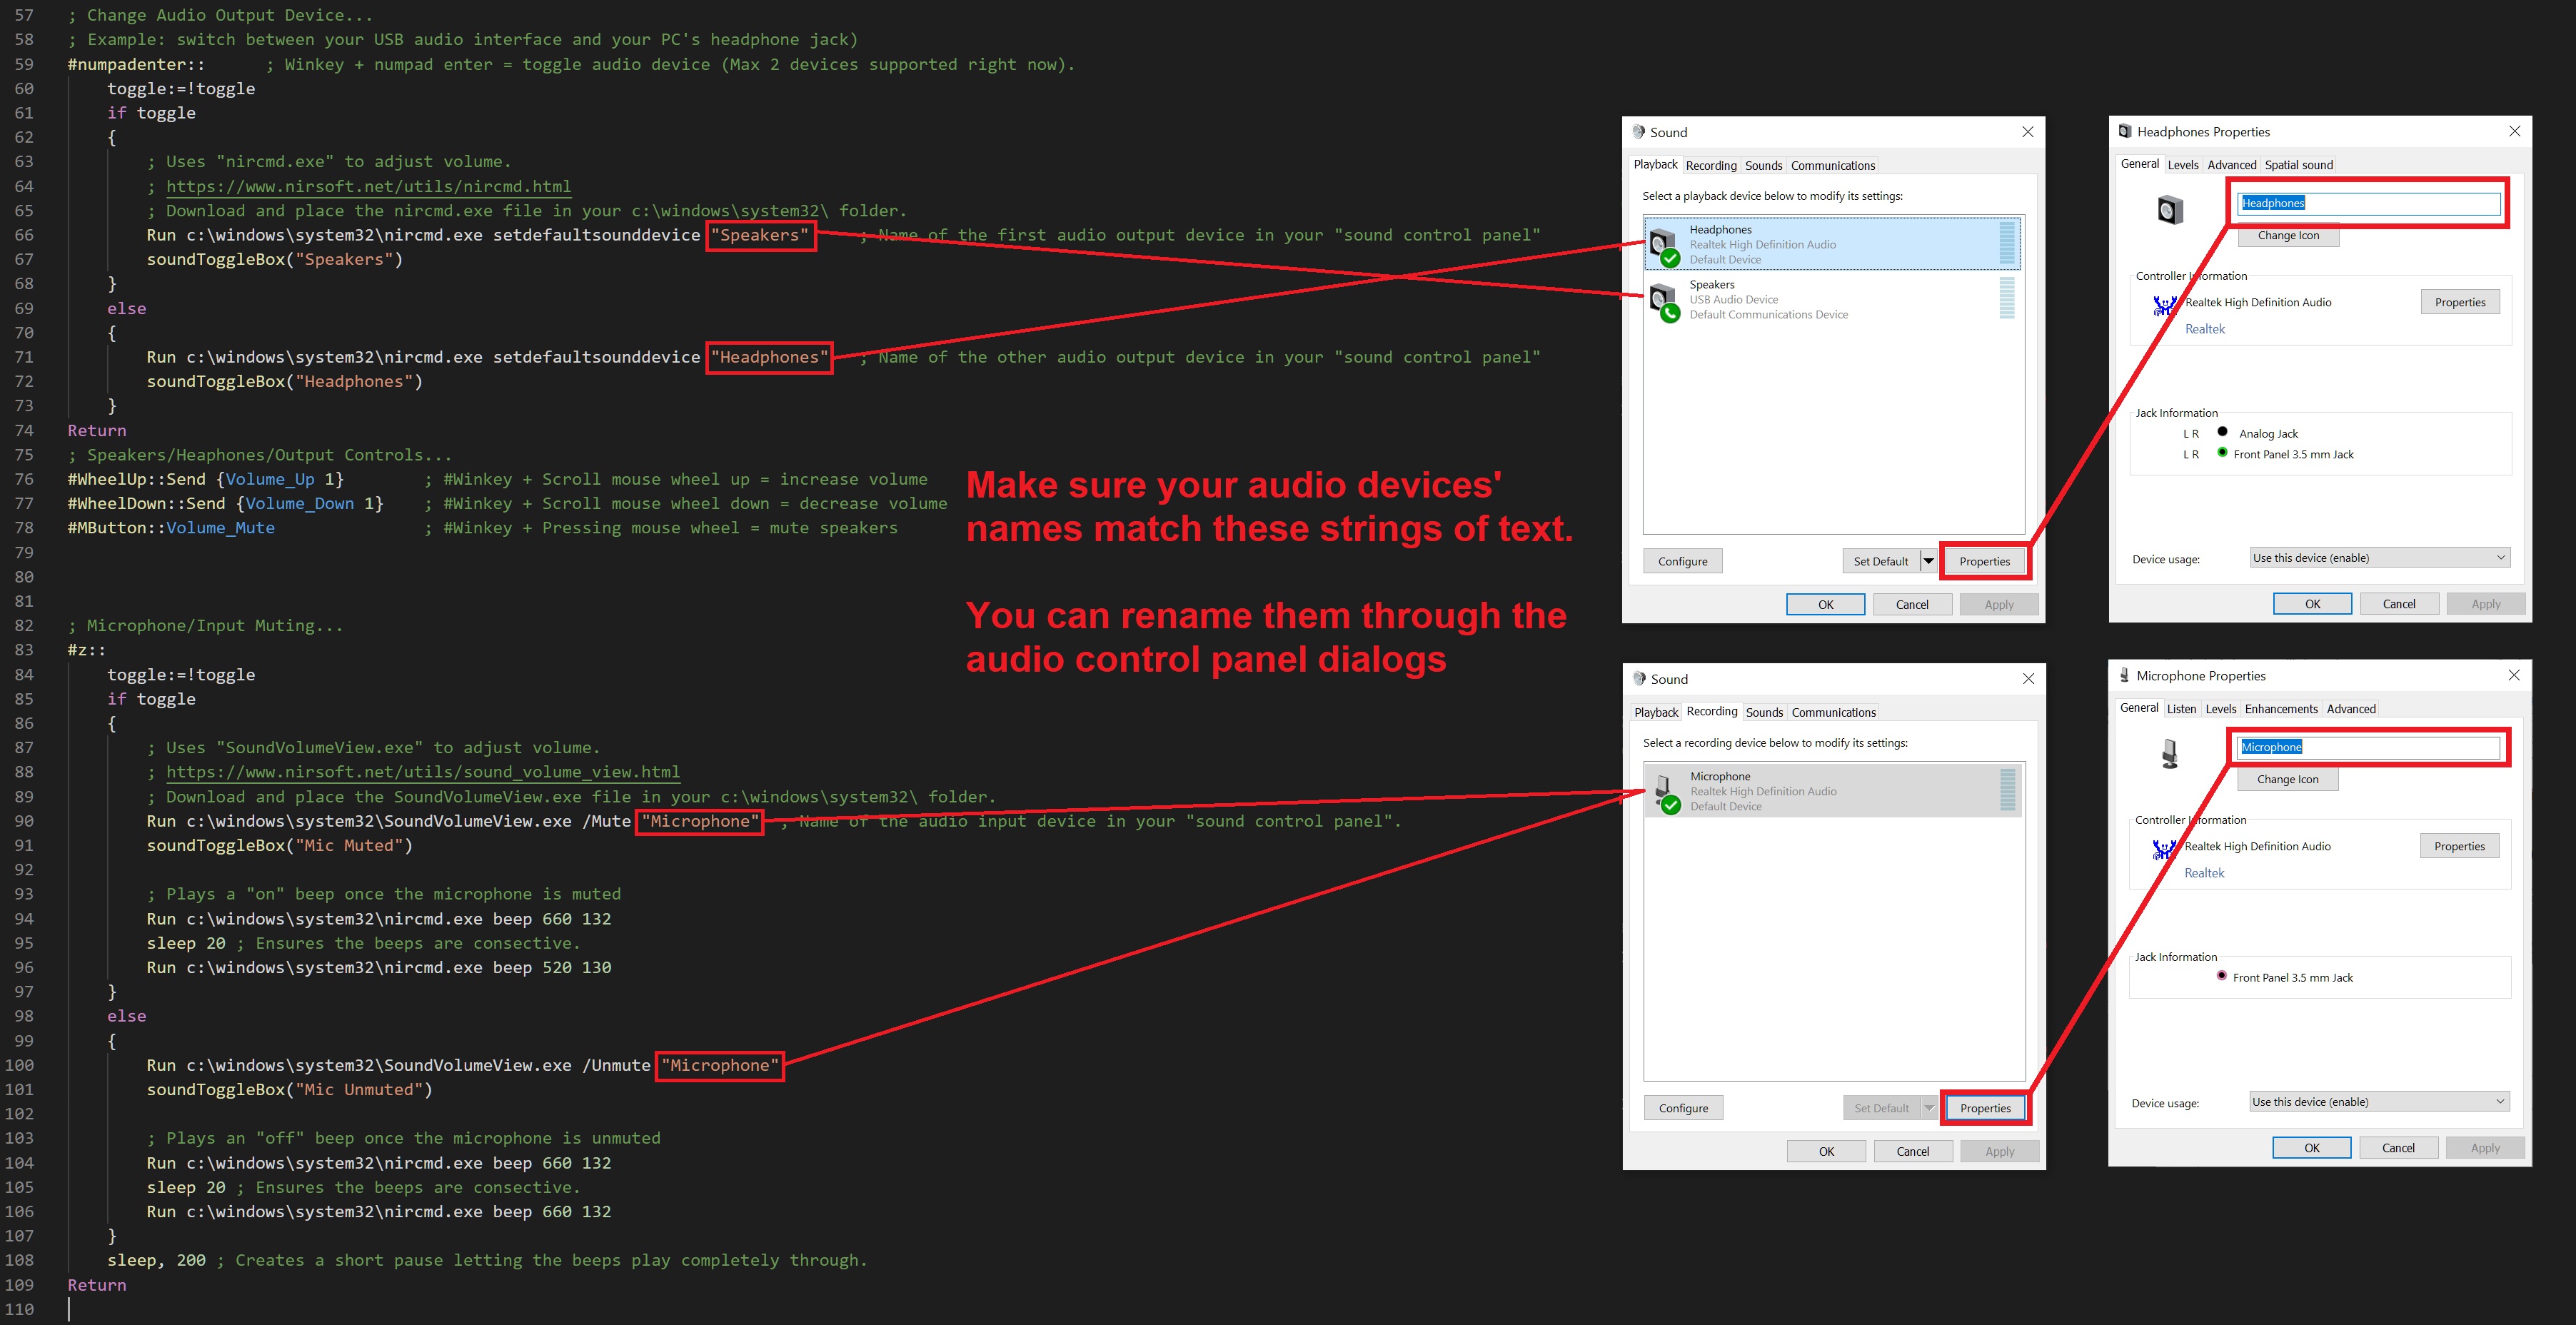 57 ; Change Audio Output Device...
58 ; Example: switch between your USB audio interface and your PC's headphone jack)
59 #numpadenter:: ; Winkey + numpad enter = toggle audio device (Max 2 devices supported right now).
60 toggle:=!toggle
61 if toggle
62 {
63 ; Uses "nircmd.exe" to adjust volume.
64 ; https://www.nirsoft.net/utils/nircmd.html
65 ; Download and place the nircmd.exe file in your c:\windows\system32\ folder.
66 Run c:\windows\system32\nircmd.exe setdefaultsounddevice "Speakers" ; Name of the first audio output device in your "sound control panel"
67 soundToggleBox("Speakers")
68 }
69 else
70 {
71 Run c:\windows\system32\nircmd.exe setdefaultsounddevice "Headphones" ; Name of the other audio output device in your "sound control panel"
72 soundToggleBox("Headphones")
73 }
74 Return
75 ; Speakers/Heaphones/Output Controls...
76 #WheelUp::Send {Volume_Up 1} ; #Winkey + Scroll mouse wheel up = increase volume
77 #WheelDown::Send {Volume_Down 1} ; #Winkey + Scroll mouse wheel down = decrease volume
78 #MButton::Volume_Mute ; #Winkey + Pressing mouse wheel = mute speakers
79
80
81
82 ; Microphone/Input Muting...
83 #z::
84 toggle:=!toggle
85 if toggle
86 {
87 ; Uses "SoundVolumeView.exe" to adjust volume.
88 ; https://www.nirsoft.net/utils/sound_volume_view.html
89 ; Download and place the SoundVolumeView.exe file in your c:\windows\system32\ folder.
90 Run c:\windows\system32\SoundVolumeView.exe /Mute "Microphone" ; Name of the audio input device in your "sound control panel".
91 soundToggleBox("Mic Muted")
92
93 ; Plays a "on" beep once the microphone is muted
94 Run c:\windows\system32\nircmd.exe beep 660 132
95 sleep 20 ; Ensures the beeps are consective.
96 Run c:\windows\system32\nircmd.exe beep 520 130
97 }
98 else
99 {
100 Run c:\windows\system32\SoundVolumeView.exe /Unmute "Microphone"
101 soundToggleBox("Mic Unmuted")
102
103 ; Plays an "off" beep once the microphone is unmuted
104 Run c:\windows\system32\nircmd.exe beep 660 132
105 sleep 20 ; Ensures the beeps are consective.
106 Run c:\windows\system32\nircmd.exe beep 660 132
107 }
108 sleep, 200 ; Creates a short pause letting the beeps play completely through.
109 Return
110
Make sure your audio devices'
names match these strings of text.
You can rename them through the
audio control panel dialogs
Sound
Playback Recording Sounds Communications
Select a playback device below to modify its settings:
Headphones
Realtek High Definition Audio
Default Device
Speakers
USB Audio Device
Default Communications Device
Configure Set Default Properties
OK Cancel Apply
Headphones Properties
General Levels Advanced Spatial sound
Headphones
Change Icon
Controller Information
Realtek High Definition Audio Properties
Realtek
Jack Information
L R Analog Jack
L R Front Panel 3.5 mm Jack
Device usage: Use this device (enable)
OK Cancel Apply
Sound
Playback Recording Sounds Communications
Select a recording device below to modify its settings:
Microphone
Realtek High Definition Audio
Default Device
Configure Set Default Properties
OK Cancel Apply
Microphone Properties
General Listen Levels Enhancements Advanced
Microphone
Change Icon
Controller Information
Realtek High Definition Audio Properties
Realtek
Jack Information
Front Panel 3.5 mm Jack
Device usage: Use this device (enable)
OK Cancel Apply